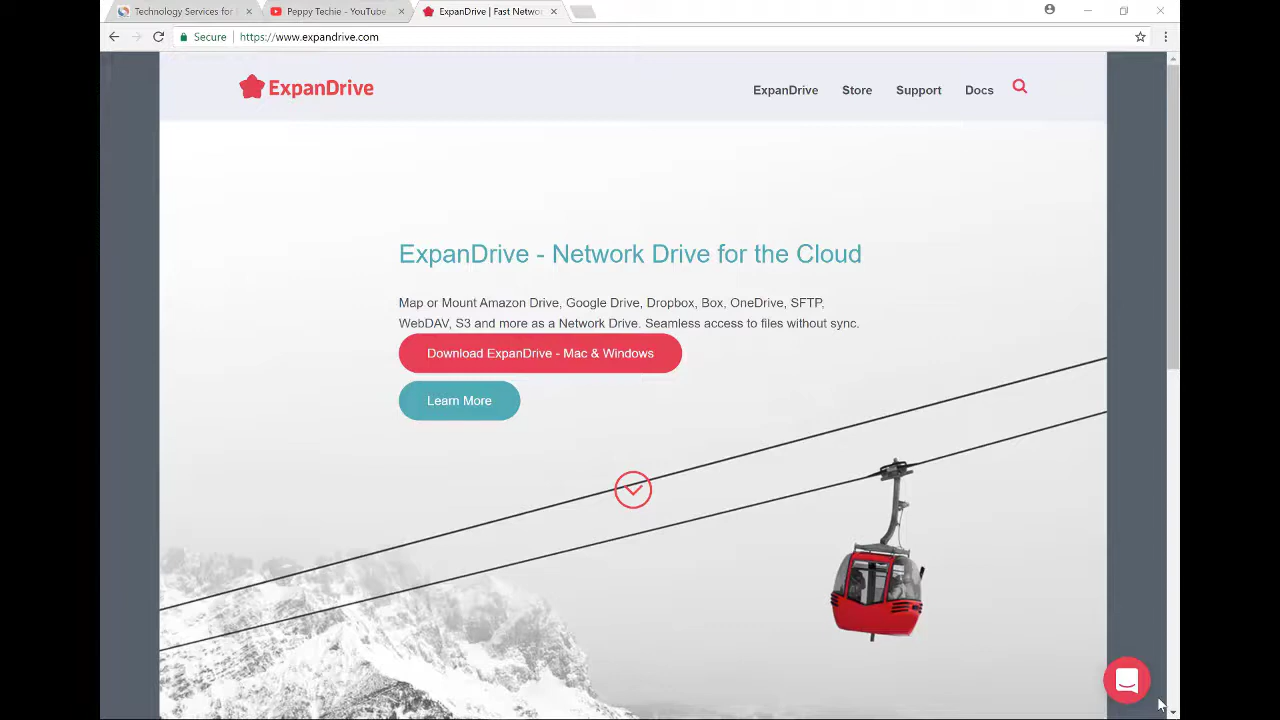 Technology Services for
Peppy Techie - YouTube
ExpanDrive | Fast Netwo
Secure
https://www.expandrive.com
ExpanDrive
ExpanDrive
Store
Support
Docs
ExpanDrive - Network Drive for the Cloud
Map or Mount Amazon Drive, Google Drive, Dropbox, Box, OneDrive, SFTP,
WebDAV, S3 and more as a Network Drive. Seamless access to files without sync.
Download ExpanDrive - Mac & Windows
Learn More